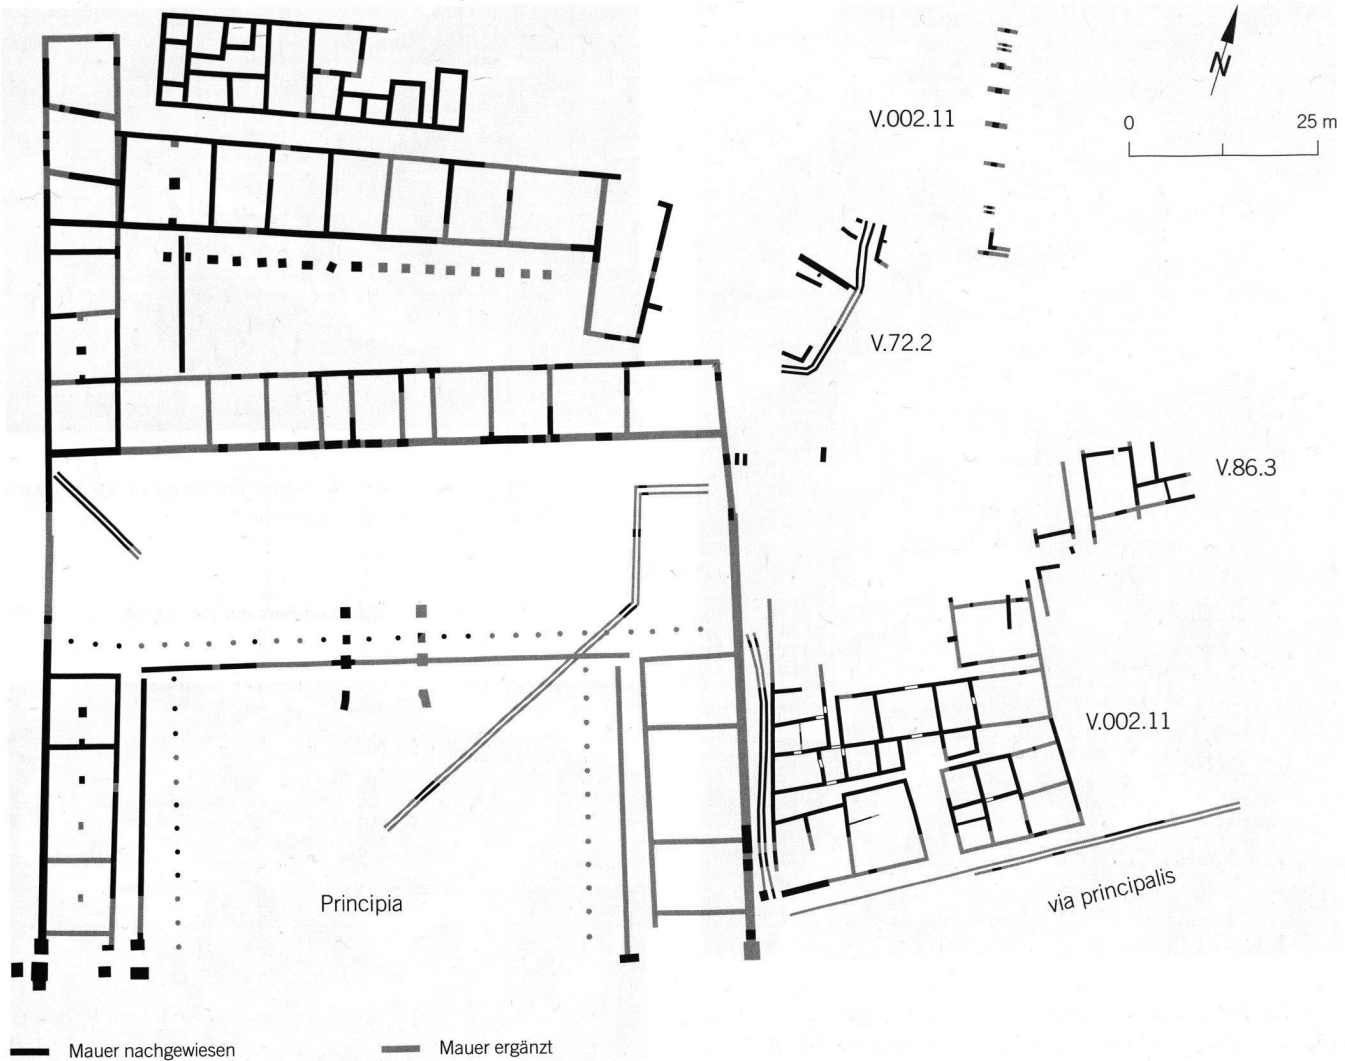 N
V.002.11
0 25 m
V.72.2
V.86.3
V.002.11
Principia
via principalis
Mauer nachgewiesen
Mauer ergänzt